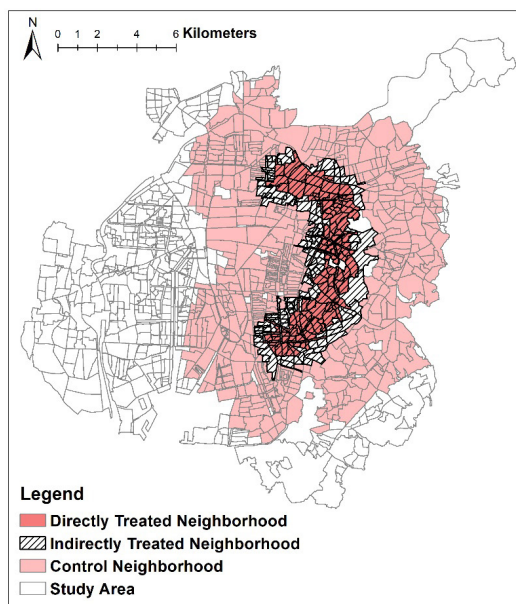 N
0 1 2 4 6 Kilometers
Legend
Directly Treated Neighborhood
Indirectly Treated Neighborhood
Control Neighborhood
Study Area